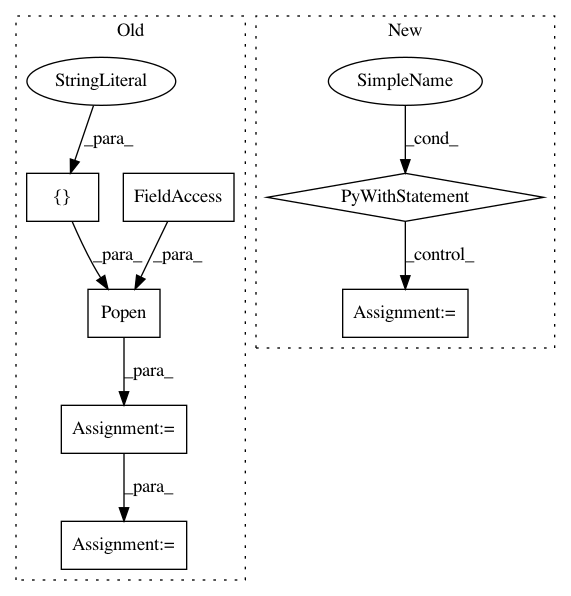 Old
New
StringLiteral
SimpleName
_para_
_cond_
{}
FieldAccess
PyWithStatement
_para_
_para_
_control_
Popen
Assignment:=
_para_
Assignment:=
_para_
Assignment:=